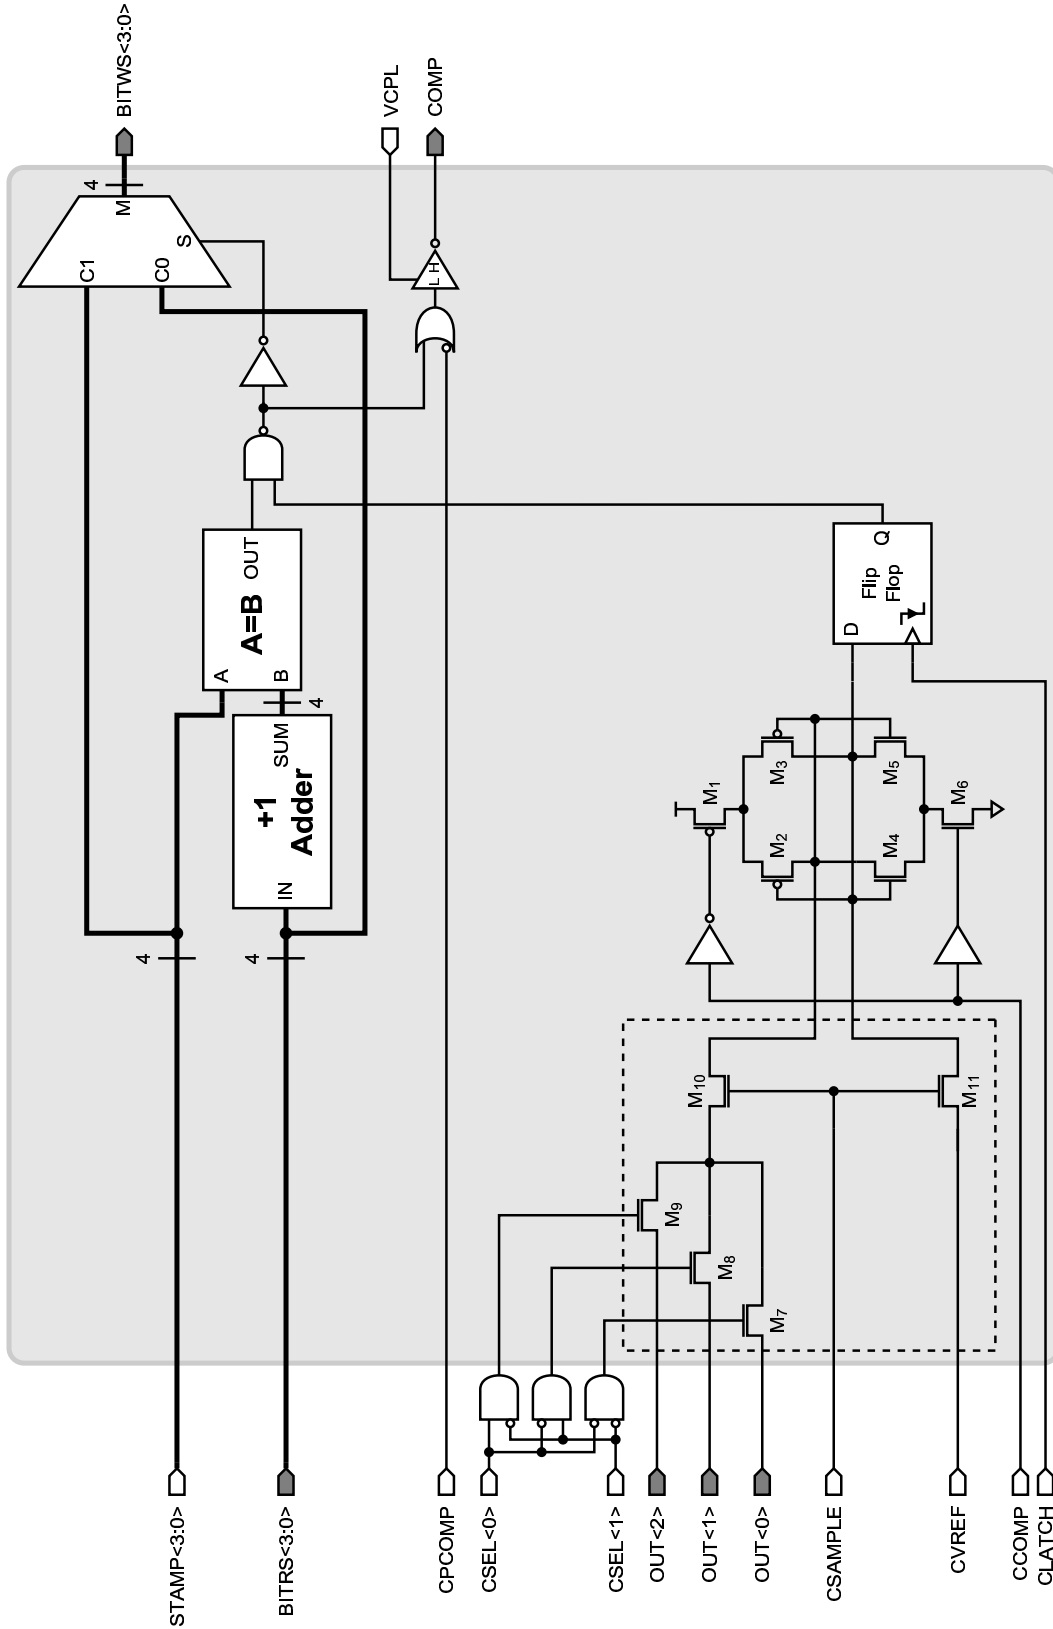 BITWS<3:0>
VCPL
COMP
4
M
S
C1
C0
L H
OUT
A=B
A
B
4
SUM
+1
Adder
IN
4
4
Q
Flip
Flop
D
M1
M3
M5
M6
M2
M4
M10
M11
M9
M8
M7
STAMP<3:0>
BITRS<3:0>
CPCOMP
CSEL<0>
CSEL<1>
OUT<2>
OUT<1>
OUT<0>
CSAMPLE
CVREF
CCOMP
CLATCH